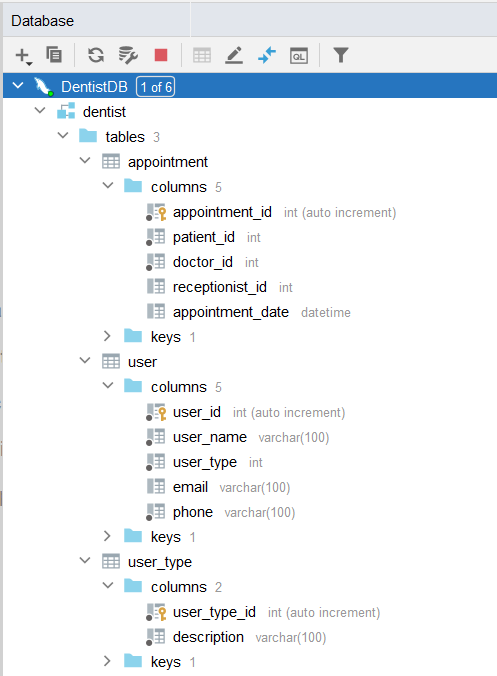 Database
QL
DentistDB 1 of 6
dentist
tables 3
appointment
columns 5
appointment_id int (auto increment)
patient_id int
doctor_id int
receptionist_id int
appointment_date datetime
keys 1
user
columns 5
user_id int (auto increment)
user_name varchar(100)
user_type int
email varchar(100)
phone varchar(100)
keys 1
user_type
columns 2
user_type_id int (auto increment)
description varchar(100)
keys 1